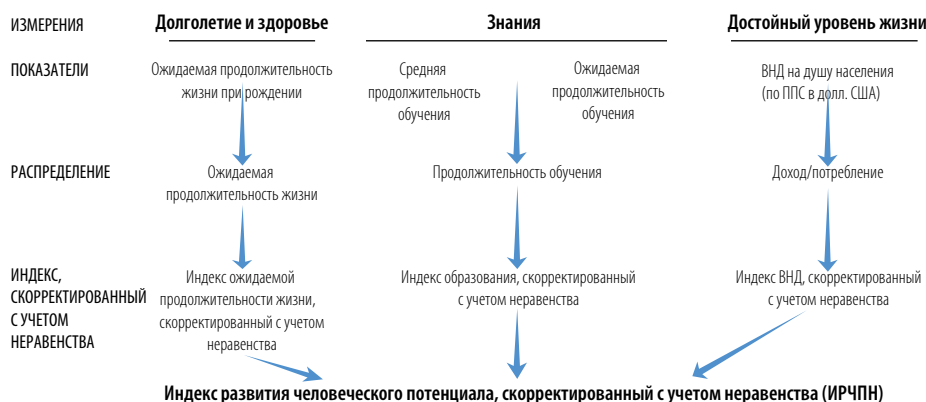 ИЗМЕРЕНИЯ
Долголетие и здоровье
Знания
Достойный уровень жизни
ПОКАЗАТЕЛИ
Ожидаемая продолжительность
жизни при рождении
Средняя
продолжительность
обучения
Ожидаемая
продолжительность
обучения
ВНД на душу населения
(по ППС в долл. США)
РАСПРЕДЕЛЕНИЕ
Ожидаемая
продолжительность жизни
Продолжительность обучения
Доход/потребление
ИНДЕКС,
СКОРРЕКТИРОВАННЫЙ
С УЧЕТОМ
НЕРАВЕНСТВА
Индекс ожидаемой
продолжительности жизни,
скорректированный с учетом
неравенства
Индекс образования, скорректированный
с учетом неравенства
Индекс ВНД, скорректированный
с учетом неравенства
Индекс развития человеческого потенциала, скорректированный с учетом неравенства (ИРЧПН)